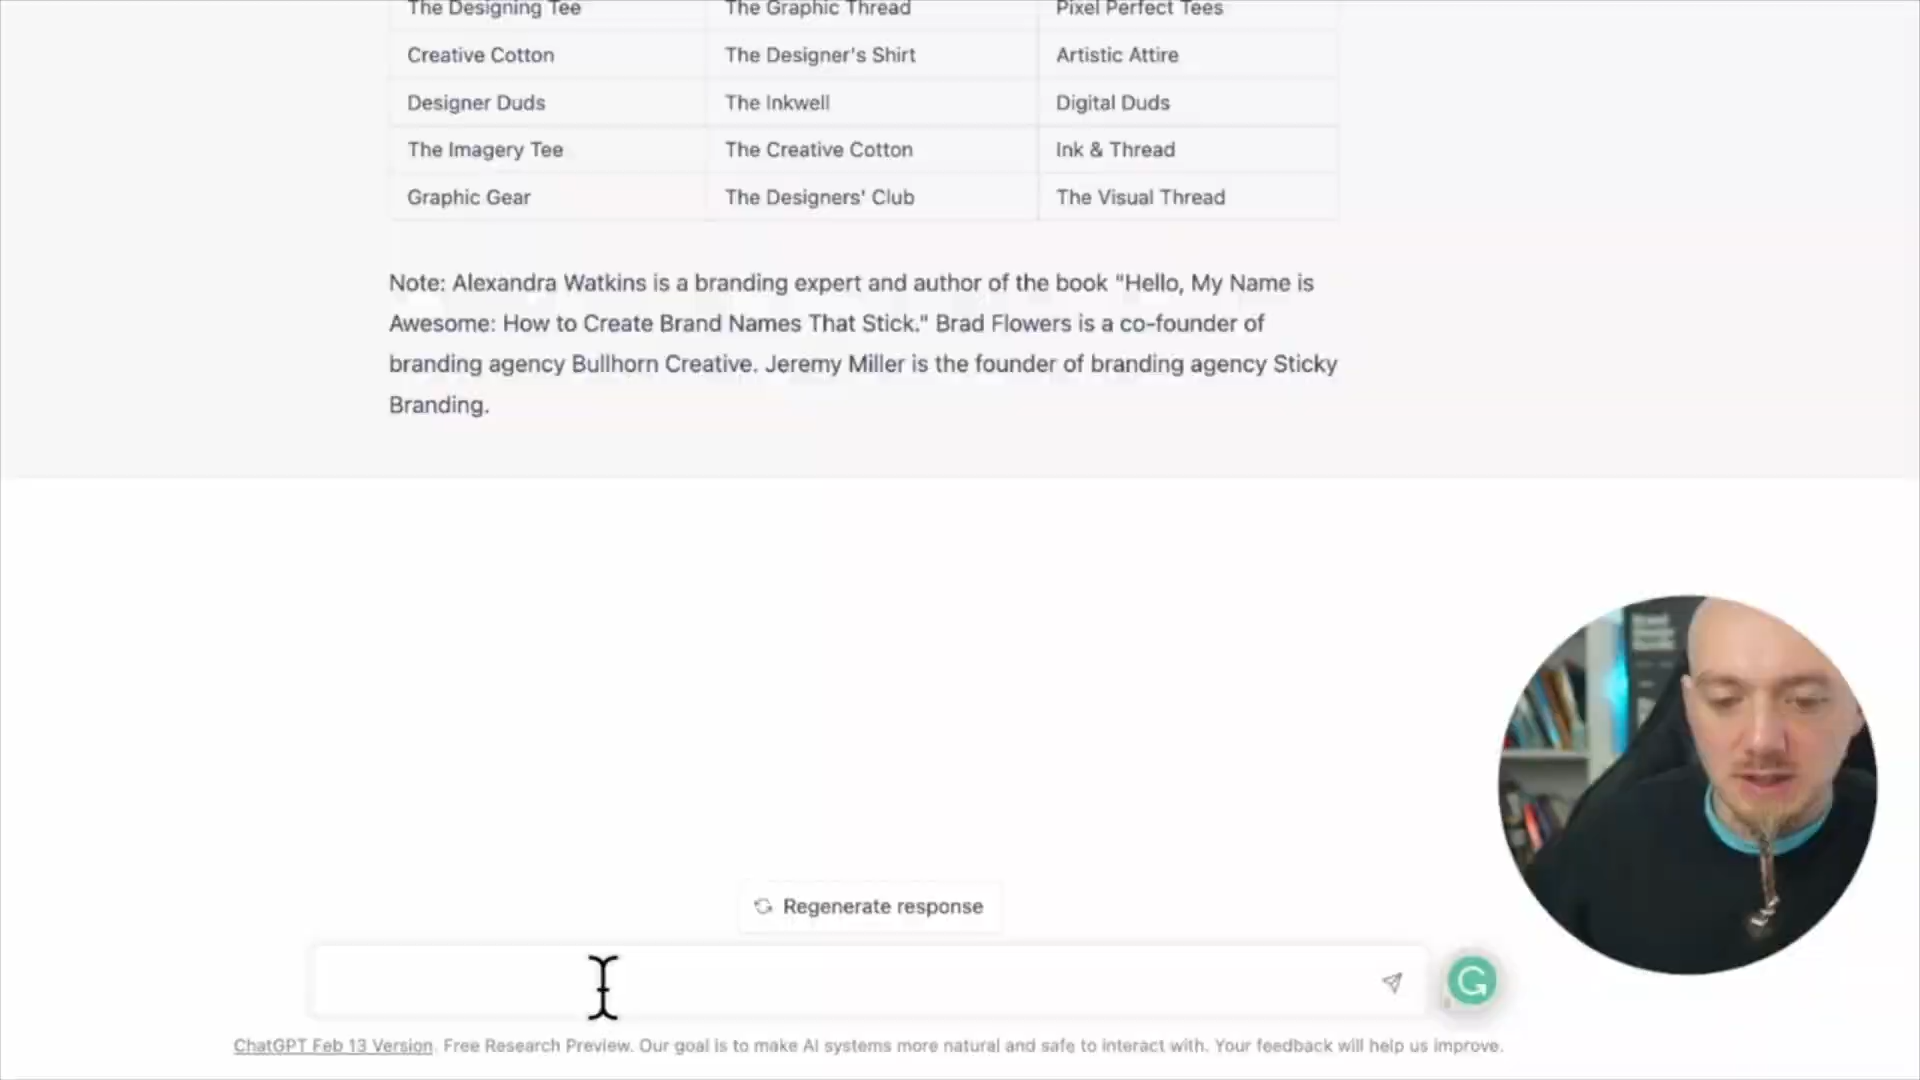 The Designing Tee The Graphic Thread Pixel Perfect Tees
Creative Cotton The Designer's Shirt Artistic Attire
Designer Duds The Inkwell Digital Duds
The Imagery Tee The Creative Cotton Ink & Thread
Graphic Gear The Designers' Club The Visual Thread
Note: Alexandra Watkins is a branding expert and author of the book "Hello, My Name is
Awesome: How to Create Brand Names That Stick." Brad Flowers is a co-founder of
branding agency Bullhorn Creative. Jeremy Miller is the founder of branding agency Sticky
Branding.
Regenerate response
ChatGPT Feb 13 Version. Free Research Preview. Our goal is to make AI systems more natural and safe to interact with. Your feedback will help us improve.